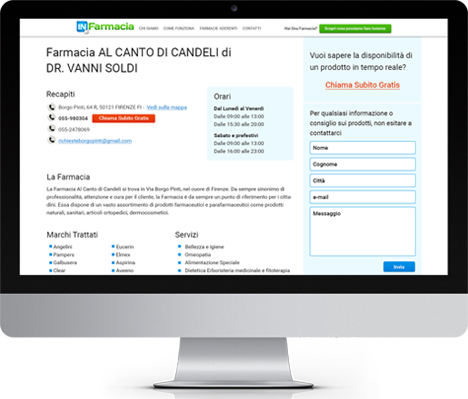 INFarmacia
CHI SIAMO COME FUNZIONA FARMACIE ADERENTI CONTATTI
Hai Una Farmacia?
Farmacia AL CANTO DI CANDELI di
DR. VANNI SOLDI
Recapiti
Borgo Pinti, 64 R, 50121 FIRENZE FI - Vedi sulla mappa
055-980304 Chiama Subito Gratis
055-2478069
richiesteborgopinti@gmail.com
Orari
Dal Lunedì al Venerdì
Dalle 09:00 alle 13:00
Dalle 15:30 alle 20:00
Sabato e prefestivi
Dalle 09:00 alle 13:00
Dalle 16:00 alle 23:00
La Farmacia
La Farmacia Al Canto di Candeli si trova in Via Borgo Pinti, nel cuore di Firenze. Da sempre sinonimo di
professionalità, attenzione e cura per il cliente, la Farmacia è da sempre un punto di riferimento per i citta
dini. Essa dispone di un vasto assortimento di prodotti farmaceutici e parafarmaceutici come prodotti
naturali, sanitari, articoli ortopedici, dermocosmetici.
Marchi Trattati
Angelini
Pampers
Galbusera
Clear
Eucerin
Elmex
Aspirina
Aveeno
Servizi
Bellezza e igiene
Omeopatia
Alimentazione Speciale
Dietetica Erboristeria medicinale e fitoterapia
Vuoi sapere la disponibilità di
un prodotto in tempo reale?
Chiama Subito Gratis
Per qualsiasi informazione o
consiglio sui prodotti, non esitare a
contattarci
Nome
Cognome
Città
e-mail
Messaggio
Invia